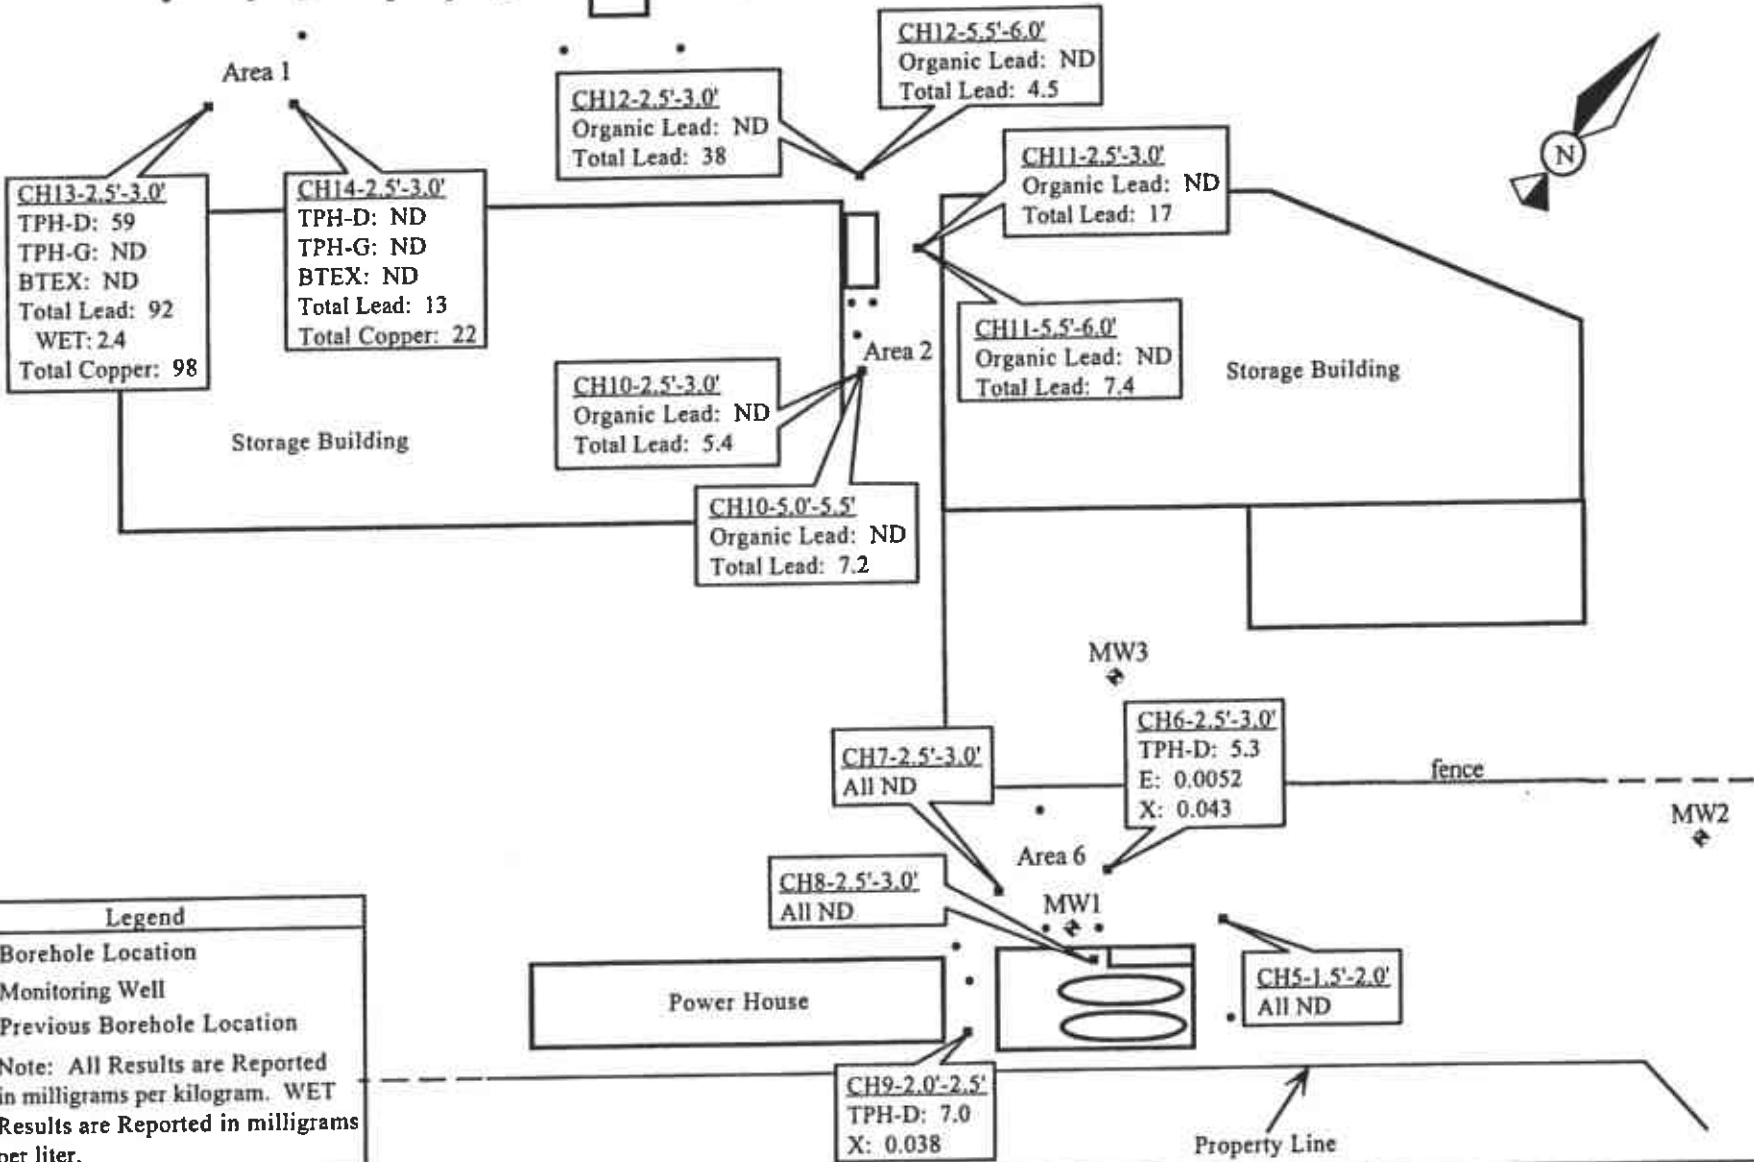 Area 1
CH12-5.5'-6.0'
Organic Lead: ND
Total Lead: 4.5
CH12-2.5'-3.0'
Organic Lead: ND
Total Lead: 38
CH11-2.5'-3.0'
Organic Lead: ND
Total Lead: 17
N
CH13-2.5'-3.0'
TPH-D: 59
TPH-G: ND
BTEX: ND
Total Lead: 92
WET: 2.4
Total Copper: 98
CH14-2.5'-3.0'
TPH-D: ND
TPH-G: ND
BTEX: ND
Total Lead: 13
Total Copper: 22
CH11-5.5'-6.0'
Organic Lead: ND
Total Lead: 7.4
Area 2
Storage Building
CH10-2.5'-3.0'
Organic Lead: ND
Total Lead: 5.4
Storage Building
CH10-5.0'-5.5'
Organic Lead: ND
Total Lead: 7.2
MW3
CH6-2.5'-3.0'
TPH-D: 5.3
E: 0.0052
X: 0.043
CH7-2.5'-3.0'
All ND
fence
MW2
Area 6
CH8-2.5'-3.0'
All ND
MW1
CH5-1.5'-2.0'
All ND
Power House
CH9-2.0'-2.5'
TPH-D: 7.0
X: 0.038
Property Line
Legend
Borehole Location
Monitoring Well
Previous Borehole Location
Note: All Results are Reported
in milligrams per kilogram. WET
Results are Reported in milligrams
per liter.